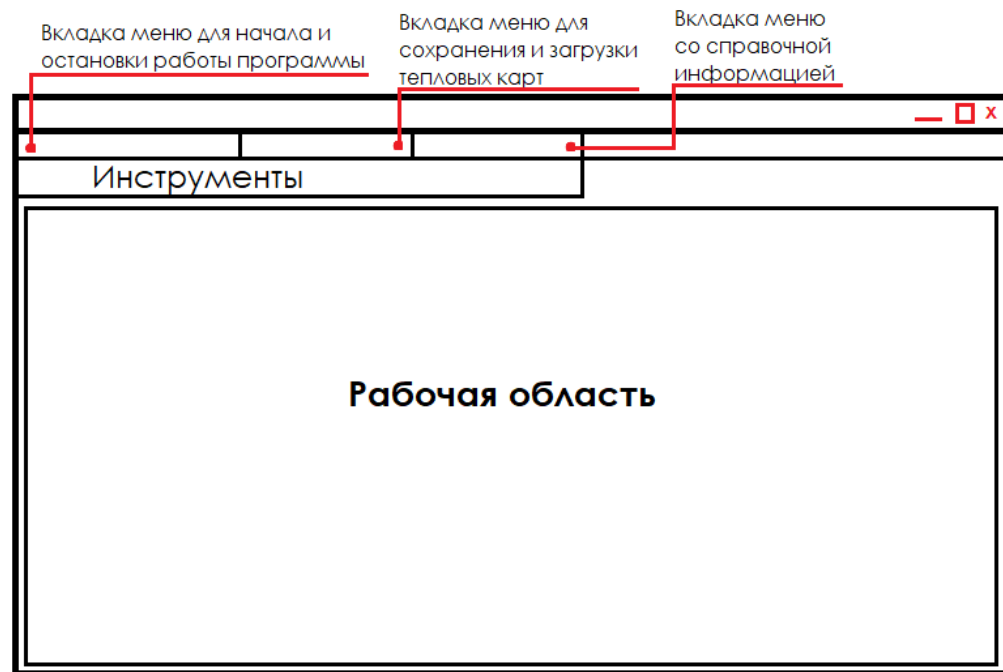 Вкладка меню для начала и
остановки работы программы
Вкладка меню для
сохранения и загрузки
тепловых карт
Вкладка меню
со справочной
информацией
x
Инструменты
Рабочая область